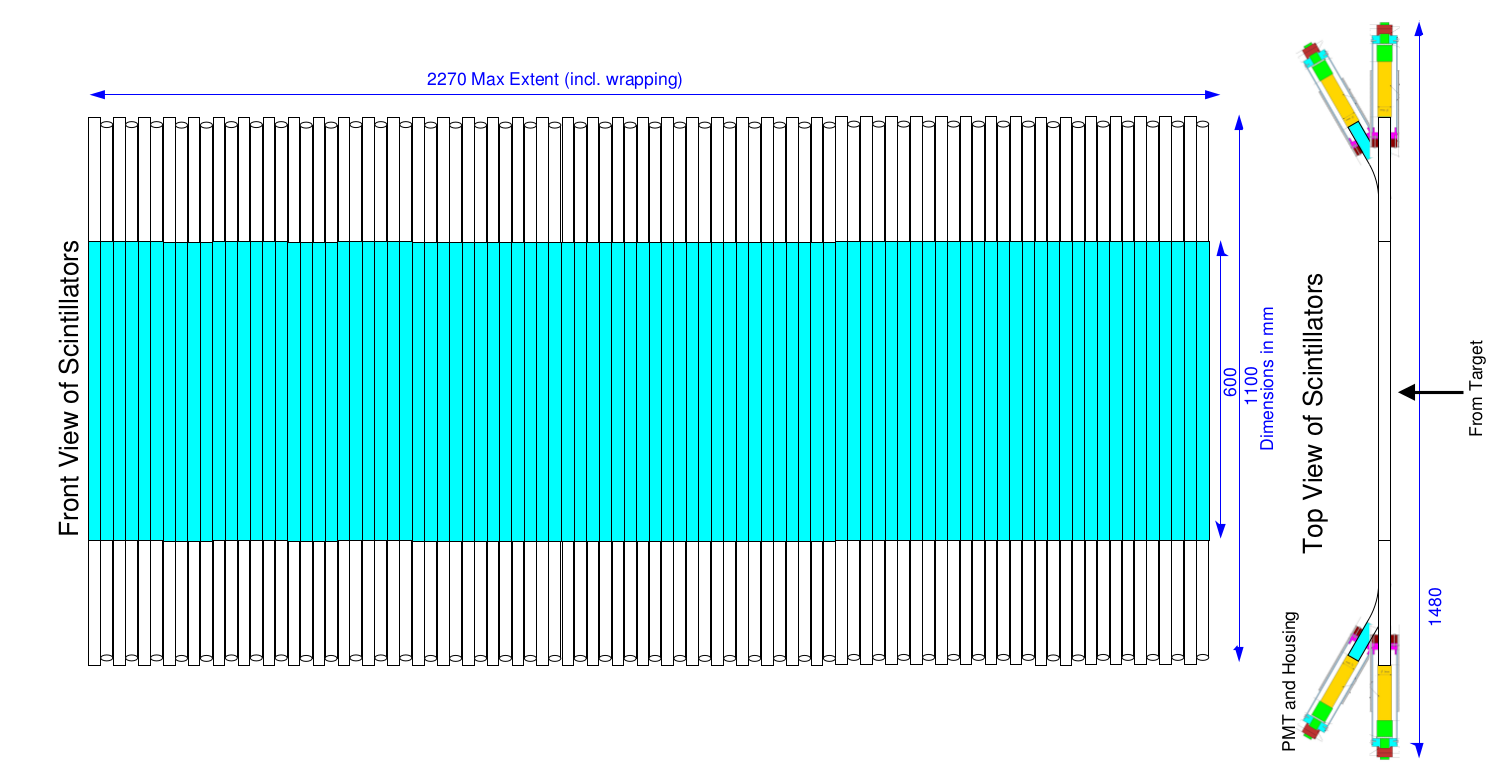 2270 Max Extent (incl. wrapping)
Front View of Scintillators
600
1100
Dimensions in mm
Top View of Scintillators
From Target
1480
PMT and Housing